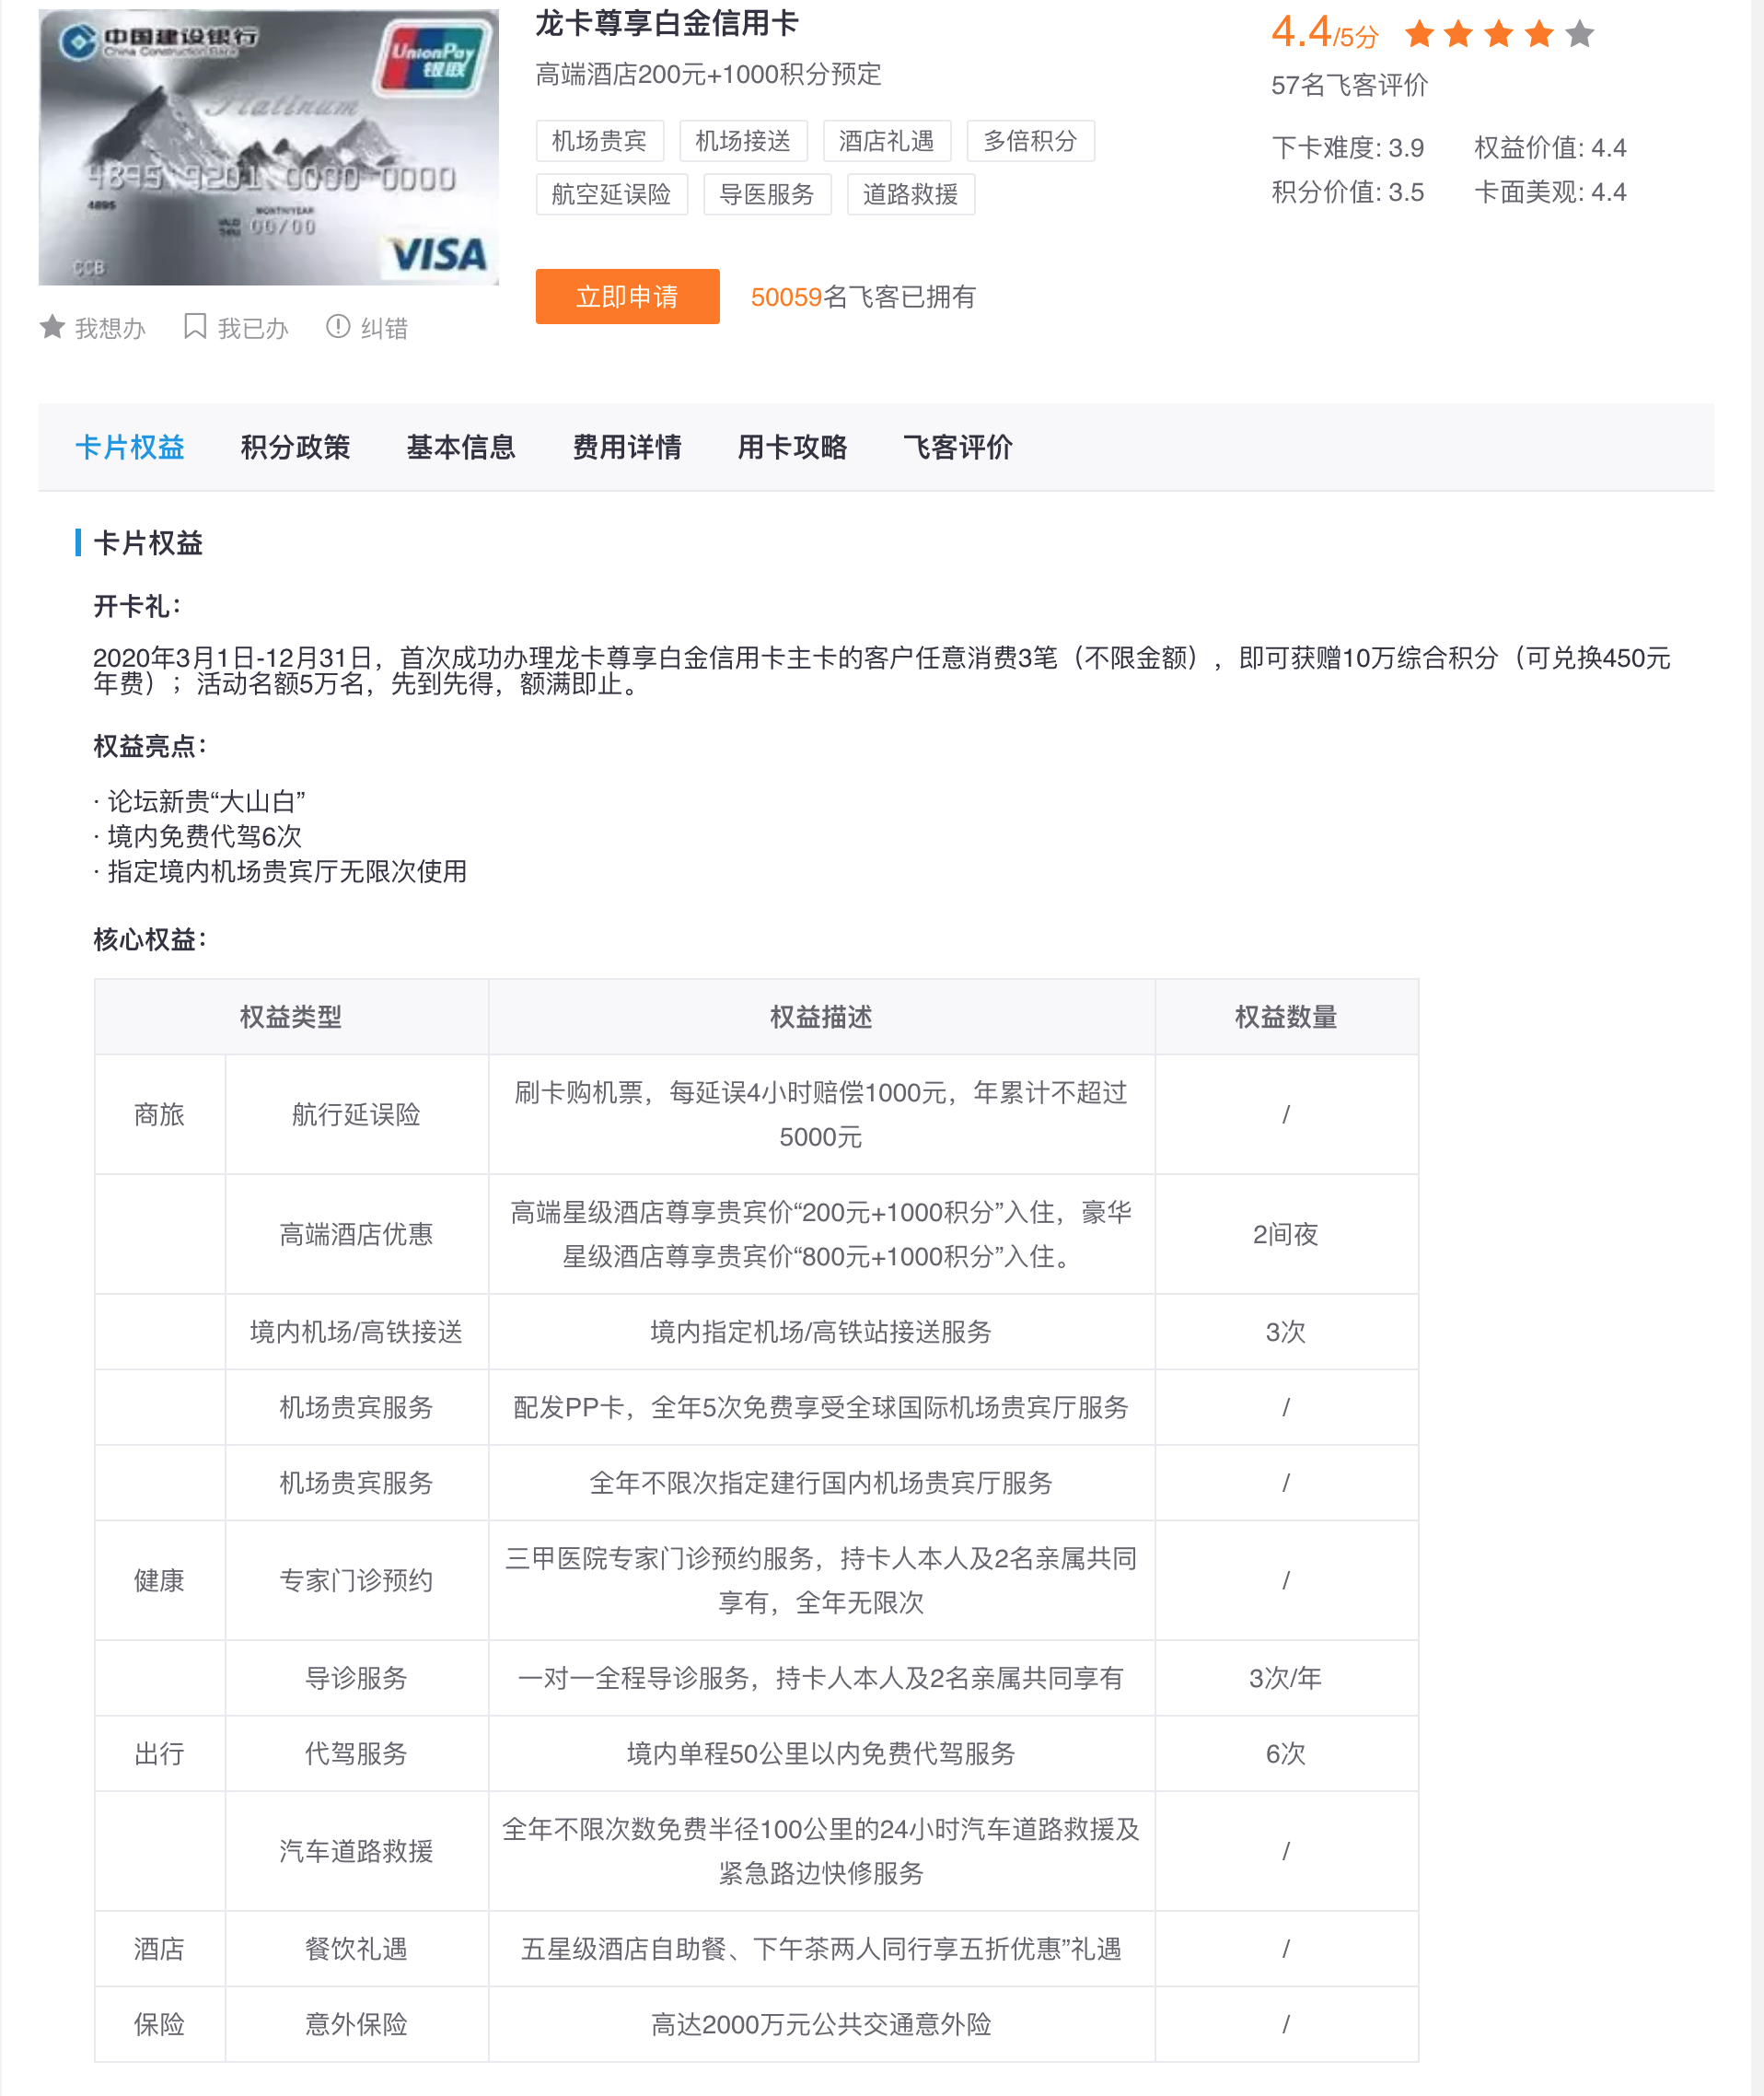 中国建设银行
China Construction Bank
UnionPay
银联
Platinum
4895 9201 0000 0000
4895
MONTH/YEAR
VALID
THRU
00/00
CCB
VISA
龙卡尊享白金信用卡
高端酒店200元+1000积分预定
机场贵宾 机场接送 酒店礼遇 多倍积分
航空延误险 导医服务 道路救援
立即申请 50059名飞客已拥有
4.4/5分
57名飞客评价
下卡难度: 3.9 权益价值: 4.4
积分价值: 3.5 卡面美观: 4.4
我想办 我已办 纠错
卡片权益 积分政策 基本信息 费用详情 用卡攻略 飞客评价
卡片权益
开卡礼：
2020年3月1日-12月31日，首次成功办理龙卡尊享白金信用卡主卡的客户任意消费3笔（不限金额），即可获赠10万综合积分（可兑换450元
年费）；活动名额5万名，先到先得，额满即止。
权益亮点：
· 论坛新贵“大山白”
· 境内免费代驾6次
· 指定境内机场贵宾厅无限次使用
核心权益：
权益类型 权益描述 权益数量
商旅 航行延误险 刷卡购机票，每延误4小时赔偿1000元，年累计不超过
5000元 /
高端酒店优惠 高端星级酒店尊享贵宾价“200元+1000积分”入住，豪华
星级酒店尊享贵宾价“800元+1000积分”入住。 2间夜
境内机场/高铁接送 境内指定机场/高铁站接送服务 3次
机场贵宾服务 配发PP卡，全年5次免费享受全球国际机场贵宾厅服务 /
机场贵宾服务 全年不限次指定建行国内机场贵宾厅服务 /
健康 专家门诊预约 三甲医院专家门诊预约服务，持卡人本人及2名亲属共同
享有，全年无限次 /
导诊服务 一对一全程导诊服务，持卡人本人及2名亲属共同享有 3次/年
出行 代驾服务 境内单程50公里以内免费代驾服务 6次
汽车道路救援 全年不限次数免费半径100公里的24小时汽车道路救援及
紧急路边快修服务 /
酒店 餐饮礼遇 五星级酒店自助餐、下午茶两人同行享五折优惠”礼遇 /
保险 意外保险 高达2000万元公共交通意外险 /